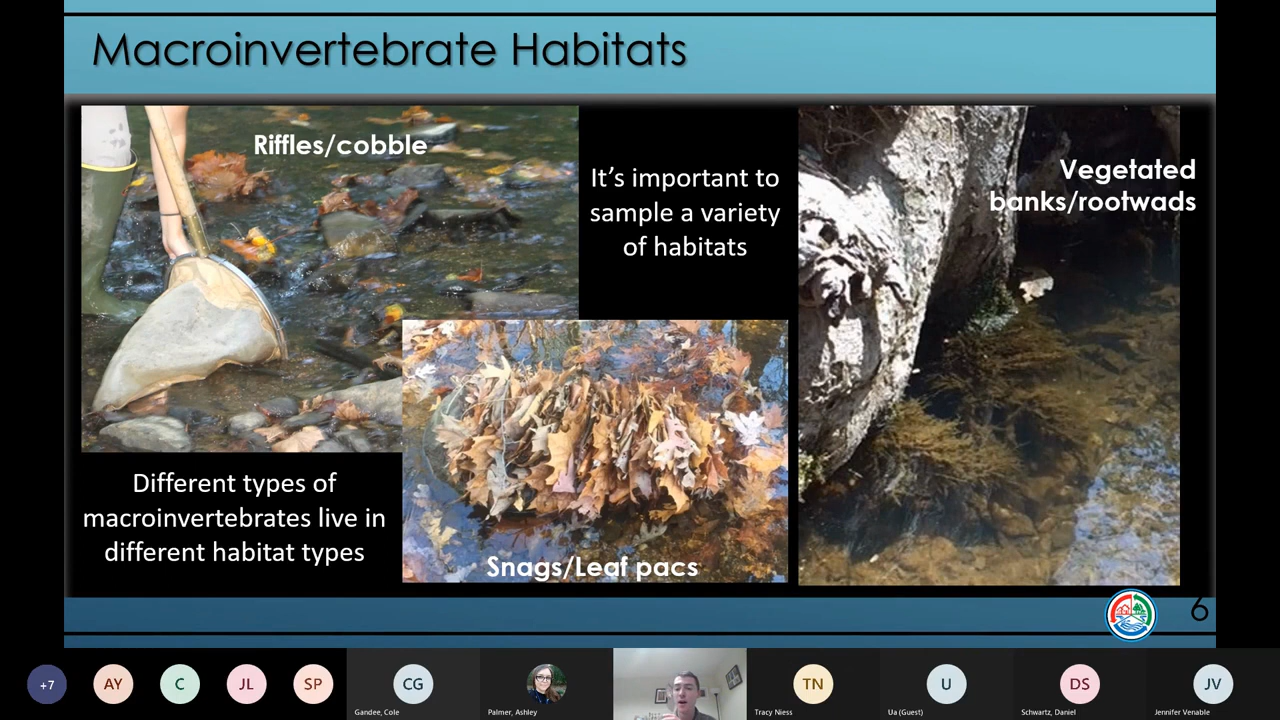 Macroinvertebrate Habitats
Riffles/cobble
It’s important to
sample a variety
of habitats
Vegetated
banks/rootwads
Different types of
macroinvertebrates live in
different habitat types
Snags/Leaf pacs
6
+7
AY
C
JL
SP
CG
TN
U
DS
JV
Gandee, Cole
Palmer, Ashley
Tracy Niess
Ua (Guest)
Schwartz, Daniel
Jennifer Venable